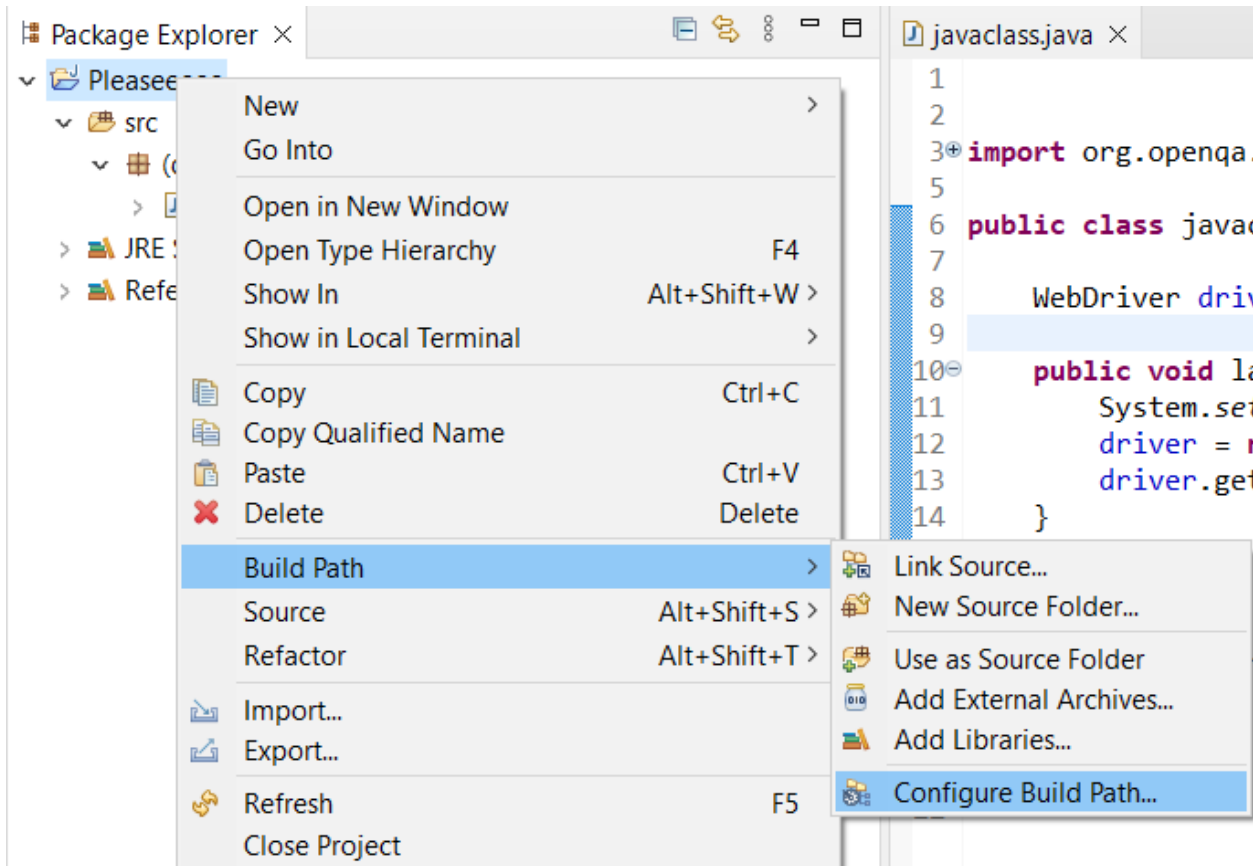 Package Explorer
Pleasee
src
JRE
New
Go Into
Open in New Window
Open Type Hierarchy F4
Show In Alt+Shift+W
Show in Local Terminal
Copy Ctrl+C
Copy Qualified Name
Paste Ctrl+V
Delete Delete
Build Path
Source Alt+Shift+S
Refactor Alt+Shift+T
Import...
Export...
Refresh F5
Close Project
Link Source...
New Source Folder...
Use as Source Folder
Add External Archives...
Add Libraries...
Configure Build Path...
javaclass.java
1
2
3 import org.openqa.
5
6 public class javac
7
8 WebDriver driv
9
10 public void la
11 System.set
12 driver =
13 driver.get
14 }